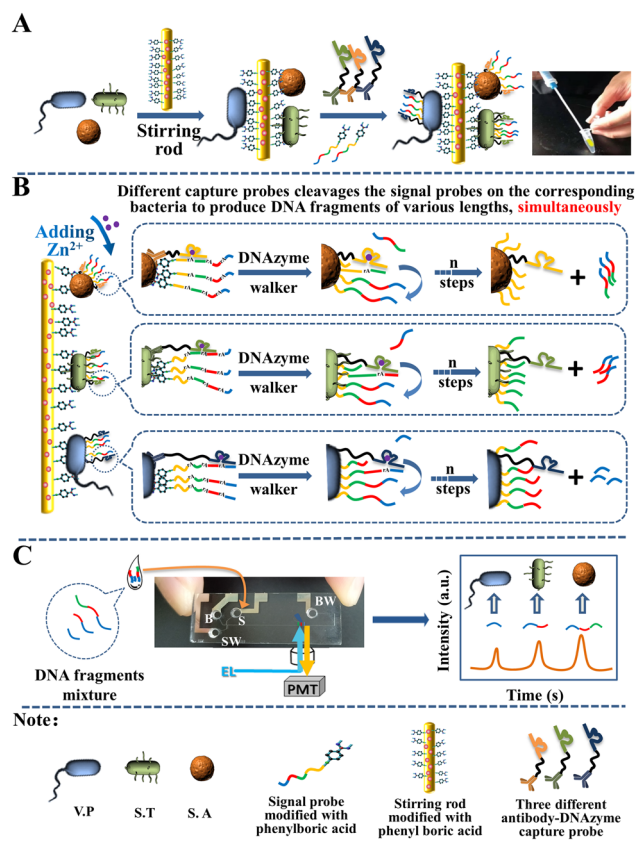 A
Stirring
rod
B
Different capture probes cleavages the signal probes on the corresponding
bacteria to produce DNA fragments of various lengths, simultaneously
Adding
Zn2+
DNAzyme
walker
rA
n
steps
+
DNAzyme
walker
rA
n
steps
+
DNAzyme
walker
rA
n
steps
+
C
DNA fragments
mixture
B
S
SW
BW
EL
PMT
Intensity (a.u.)
Time (s)
Note:
V.P
S.T
S. A
Signal probe
modified with
phenylboric acid
Stirring rod
modified with
phenyl boric acid
Three different
antibody-DNAzyme
capture probe